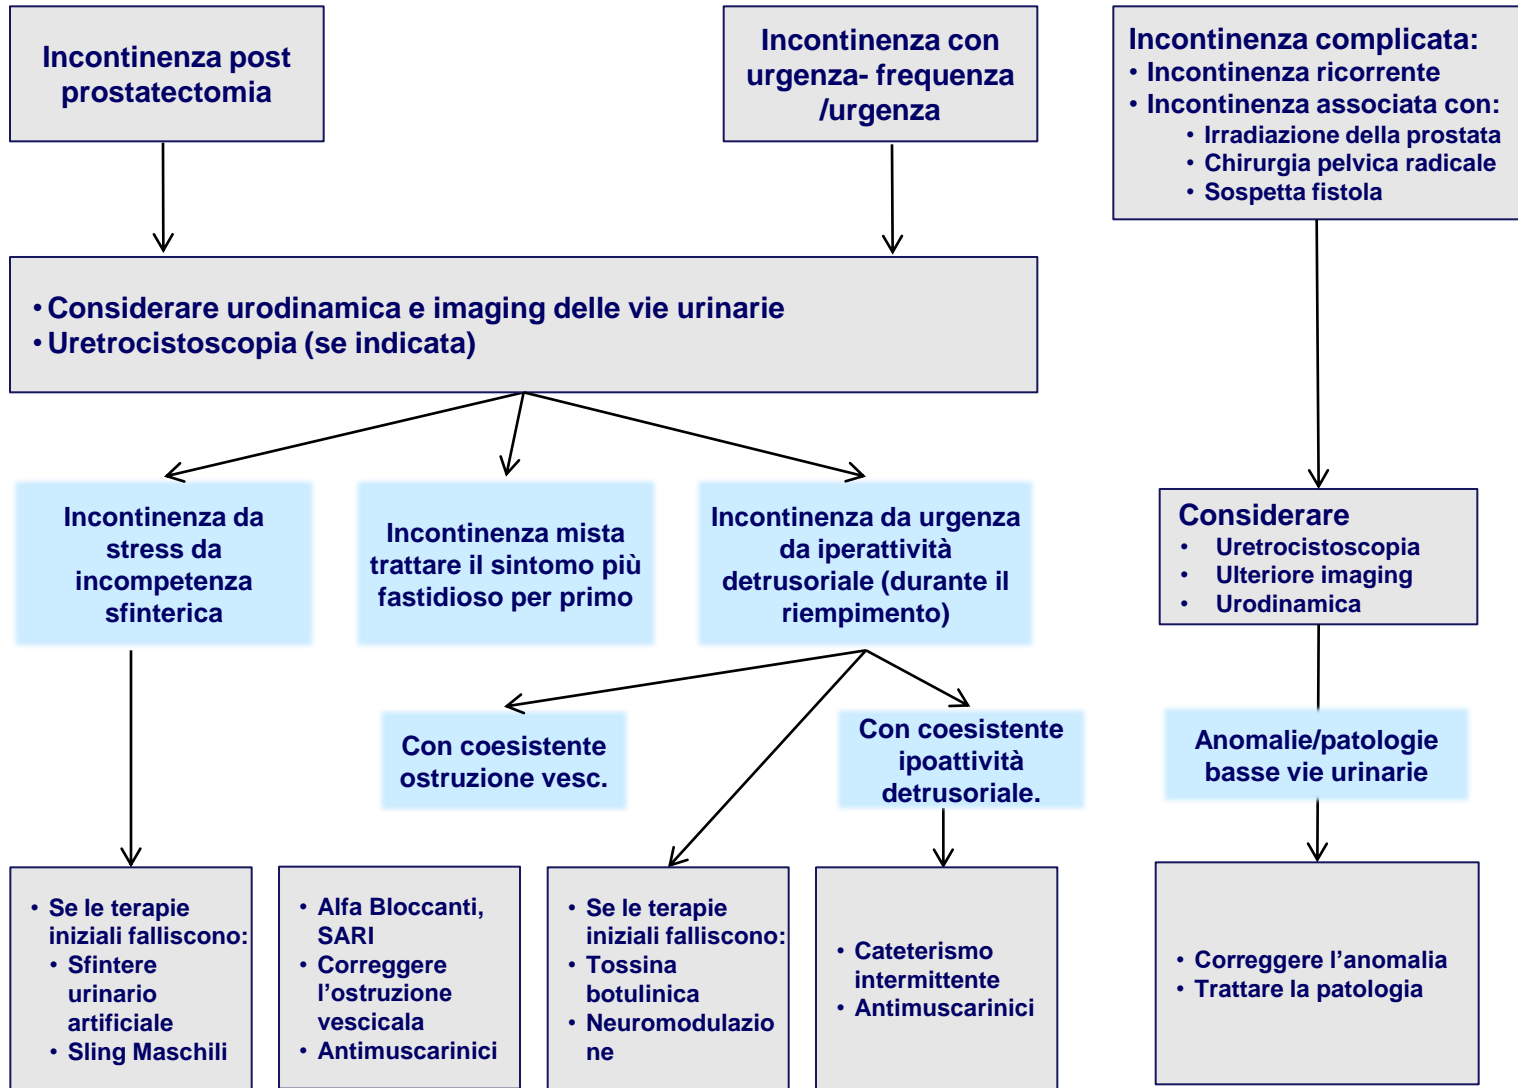 Incontinenza post
prostatectomia
Incontinenza con
urgenza- frequenza
/urgenza
Incontinenza complicata:
• Incontinenza ricorrente
• Incontinenza associata con:
• Irradiazione della prostata
• Chirurgia pelvica radicale
• Sospetta fistola
• Considerare urodinamica e imaging delle vie urinarie
• Uretrocistoscopia (se indicata)
Incontinenza da
stress da
incompetenza
sfinterica
Incontinenza mista
trattare il sintomo più
fastidioso per primo
Incontinenza da urgenza
da iperattività
detrusoriale (durante il
riempimento)
Considerare
• Uretrocistoscopia
• Ulteriore imaging
• Urodinamica
Con coesistente
ostruzione vesc.
Con coesistente
ipoattività
detrusoriale.
Anomalie/patologie
basse vie urinarie
• Se le terapie
iniziali falliscono:
• Sfintere
urinario
artificiale
• Sling Maschili
• Alfa Bloccanti,
SARI
• Correggere
l’ostruzione
vescicala
• Antimuscarinici
• Se le terapie
iniziali falliscono:
• Tossina
botulinica
• Neuromodulazio
ne
• Cateterismo
intermittente
• Antimuscarinici
• Correggere l’anomalia
• Trattare la patologia